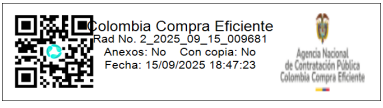 Colombia Compra Eficiente
Rad No. 2_2025_09_15_009681
Anexos: No Con copia: No
Fecha: 15/09/2025 18:47:23
Agencia Nacional
de Contratación Pública
Colombia Compra Eficiente